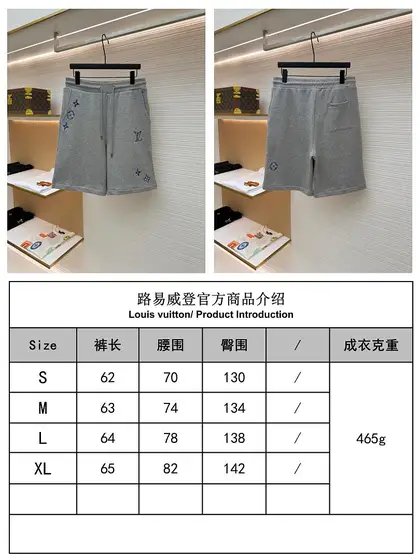 路易威登官方商品介绍
Louis vuitton/ Product Introduction
Size 裤长 腰围 臀围 / 成衣克重
S 62 70 130 /
M 63 74 134 /
L 64 78 138 / 465g
XL 65 82 142 /